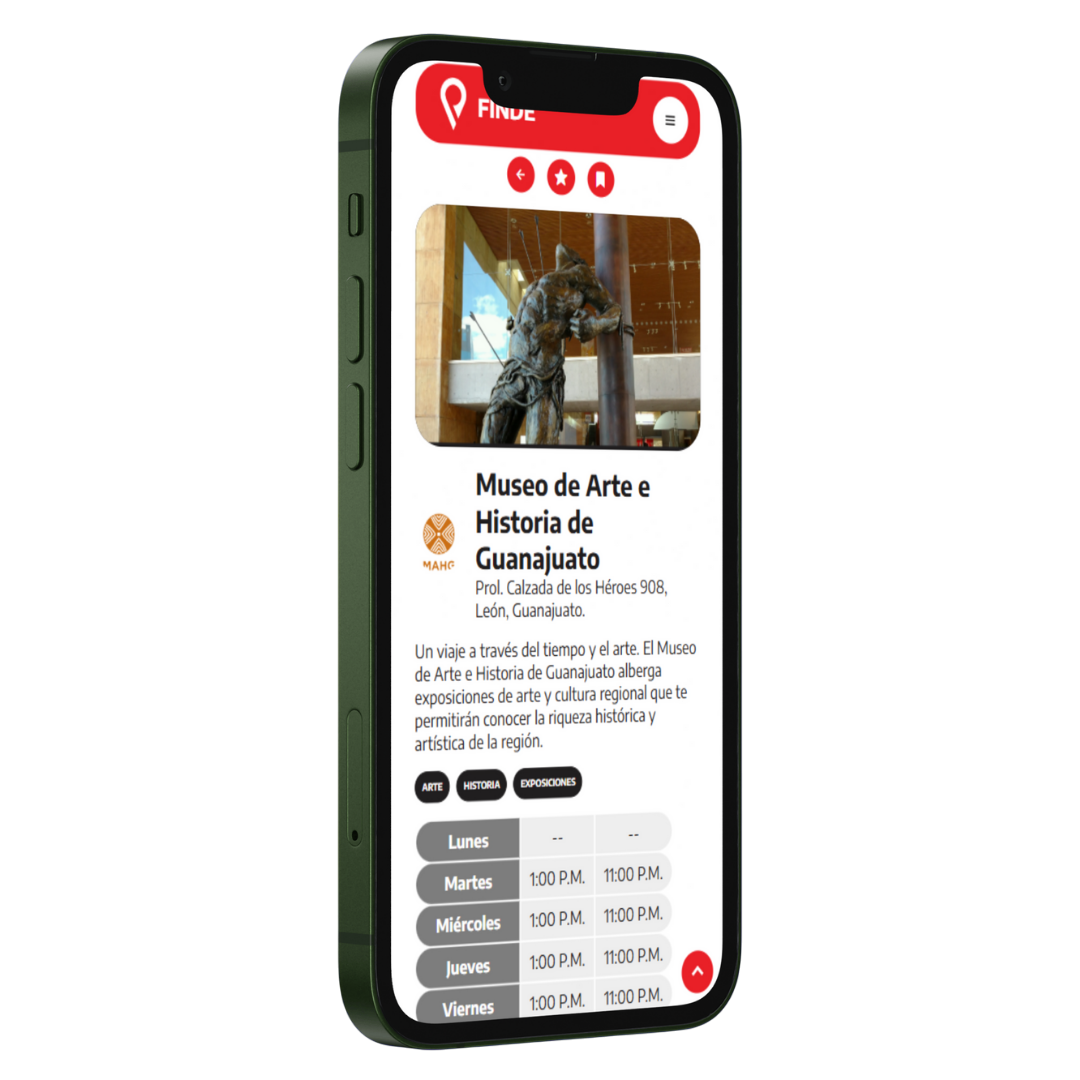 FINDE
Museo de Arte e
Historia de
Guanajuato
MAHG
Prol. Calzada de los Héroes 908,
León, Guanajuato.
Un viaje a través del tiempo y el arte. El Museo
de Arte e Historia de Guanajuato alberga
exposiciones de arte y cultura regional que te
permitirán conocer la riqueza histórica y
artística de la región.
ARTE HISTORIA EXPOSICIONES
Lunes -- --
Martes 1:00 P.M. 11:00 P.M.
Miércoles 1:00 P.M. 11:00 P.M.
Jueves 1:00 P.M. 11:00 P.M.
Viernes 1:00 P.M. 11:00 P.M.